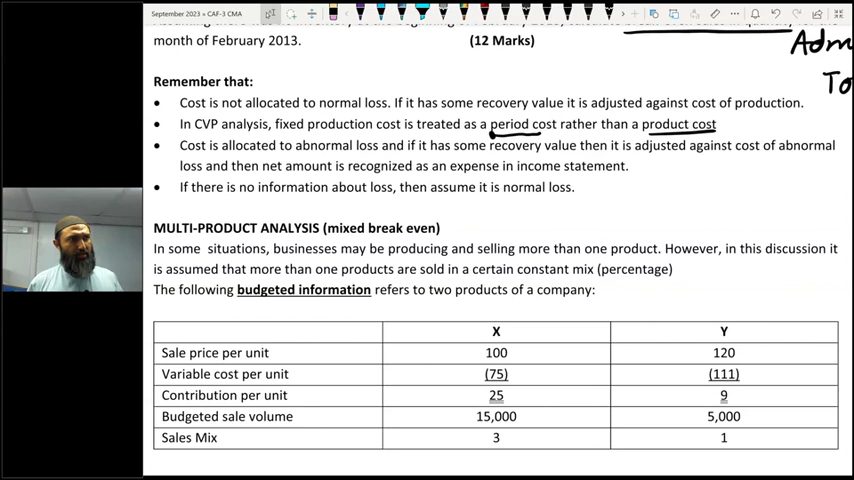 September 2023 » CAF-3 CMA
month of February 2013. (12 Marks)
Adm
To
Remember that:
• Cost is not allocated to normal loss. If it has some recovery value it is adjusted against cost of production.
• In CVP analysis, fixed production cost is treated as a period cost rather than a product cost
• Cost is allocated to abnormal loss and if it has some recovery value then it is adjusted against cost of abnormal
loss and then net amount is recognized as an expense in income statement.
• If there is no information about loss, then assume it is normal loss.
MULTI-PRODUCT ANALYSIS (mixed break even)
In some situations, businesses may be producing and selling more than one product. However, in this discussion it
is assumed that more than one products are sold in a certain constant mix (percentage)
The following budgeted information refers to two products of a company:
X Y
Sale price per unit 100 120
Variable cost per unit (75) (111)
Contribution per unit 25 9
Budgeted sale volume 15,000 5,000
Sales Mix 3 1